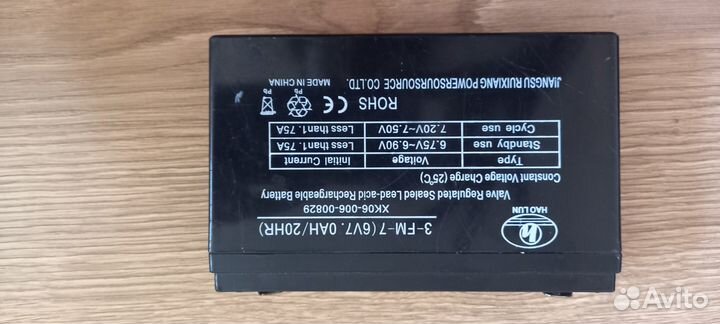 HAO LUN
3-FM-7(6V7.0AH/20HR)
XK06-006-00829
Valve Regulated Sealed Lead-acid Rechargeable Battery
Constant Voltage Charge (25℃)
Type Voltage Initial Current
Standby use 6.75V~6.90V Less than1.75A
Cycle use 7.20V~7.50V Less than1.75A
ROHS CE Pb Pb
JIANGSU RUIXIANG POWERSOURSOURCE CO.LTD. MADE IN CHINA
Avito